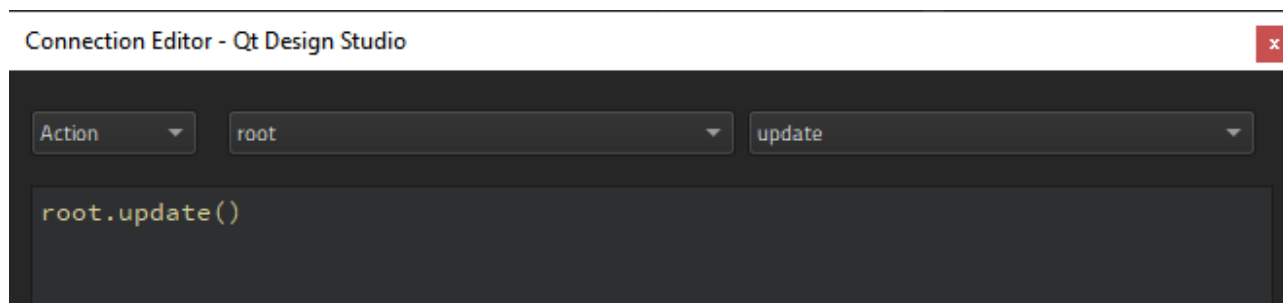 Connection Editor - Qt Design Studio
x
Action root update
root.update()